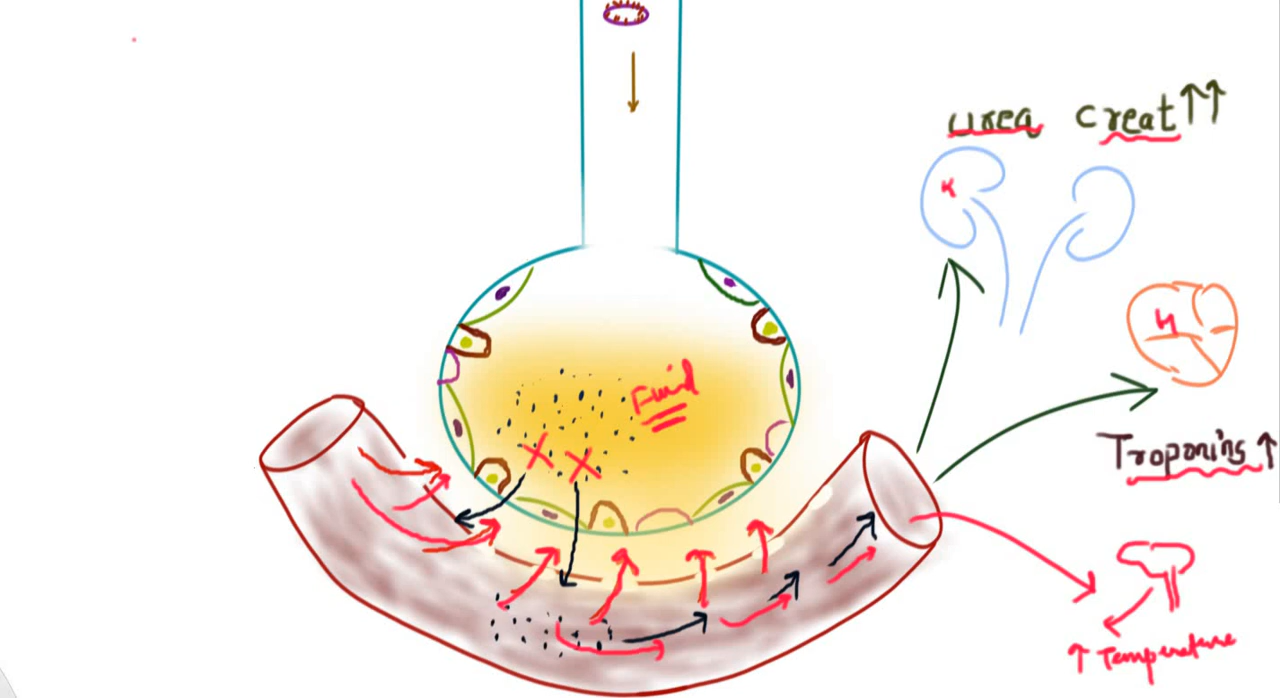 urea creat ↑↑
Fluid
Troponins ↑
↑ Temperature